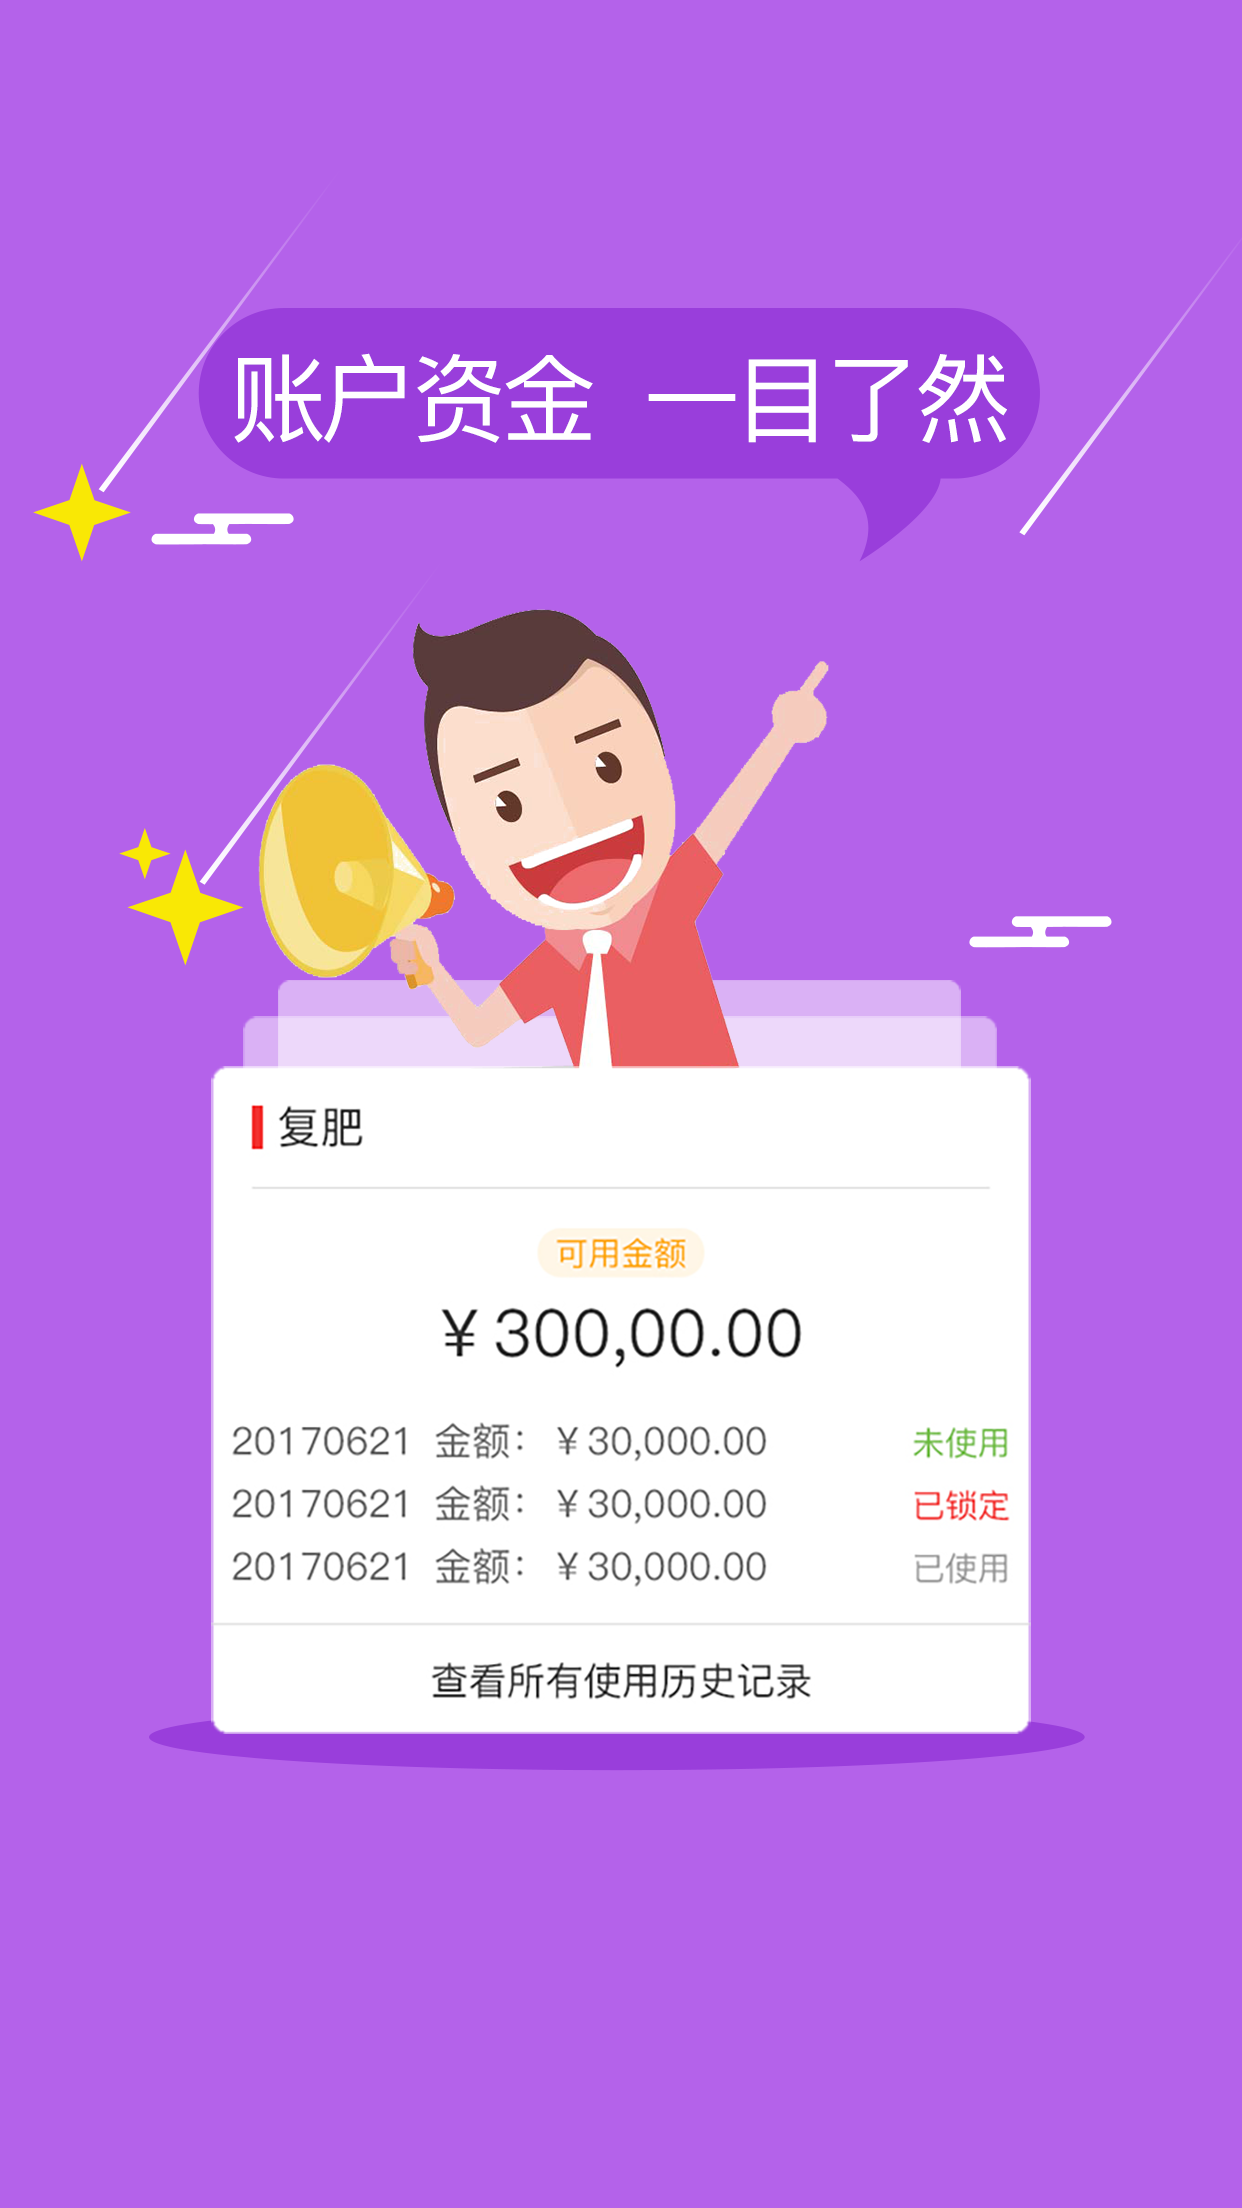 账户资金 一目了然
复肥
可用金额
¥300,00.00
20170621 金额: ¥30,000.00 未使用
20170621 金额: ¥30,000.00 已锁定
20170621 金额: ¥30,000.00 已使用
查看所有使用历史记录